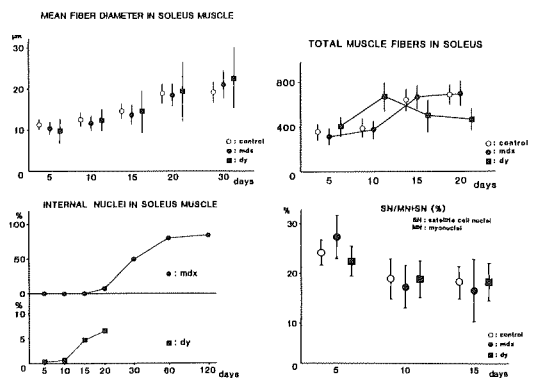 MEAN FIBER DIAMETER IN SOLEUS MUSCLE
μm
30
20
10
0
5 10 15 20 30 days
○ : control
● : mdx
■ : dy
TOTAL MUSCLE FIBERS IN SOLEUS
800
400
0
5 10 15 20 days
○ : control
● : mdx
■ : dy
INTERNAL NUCLEI IN SOLEUS MUSCLE
%
100
50
0
● : mdx
%
10
5
0
■ : dy
5 10 15 20 30 60 120 days
SN/MN+SN (%)
SN : satellite cell nuclei
MN : myonuclei
%
30
20
10
0
5 10 15 days
○ : control
● : mdx
■ : dy